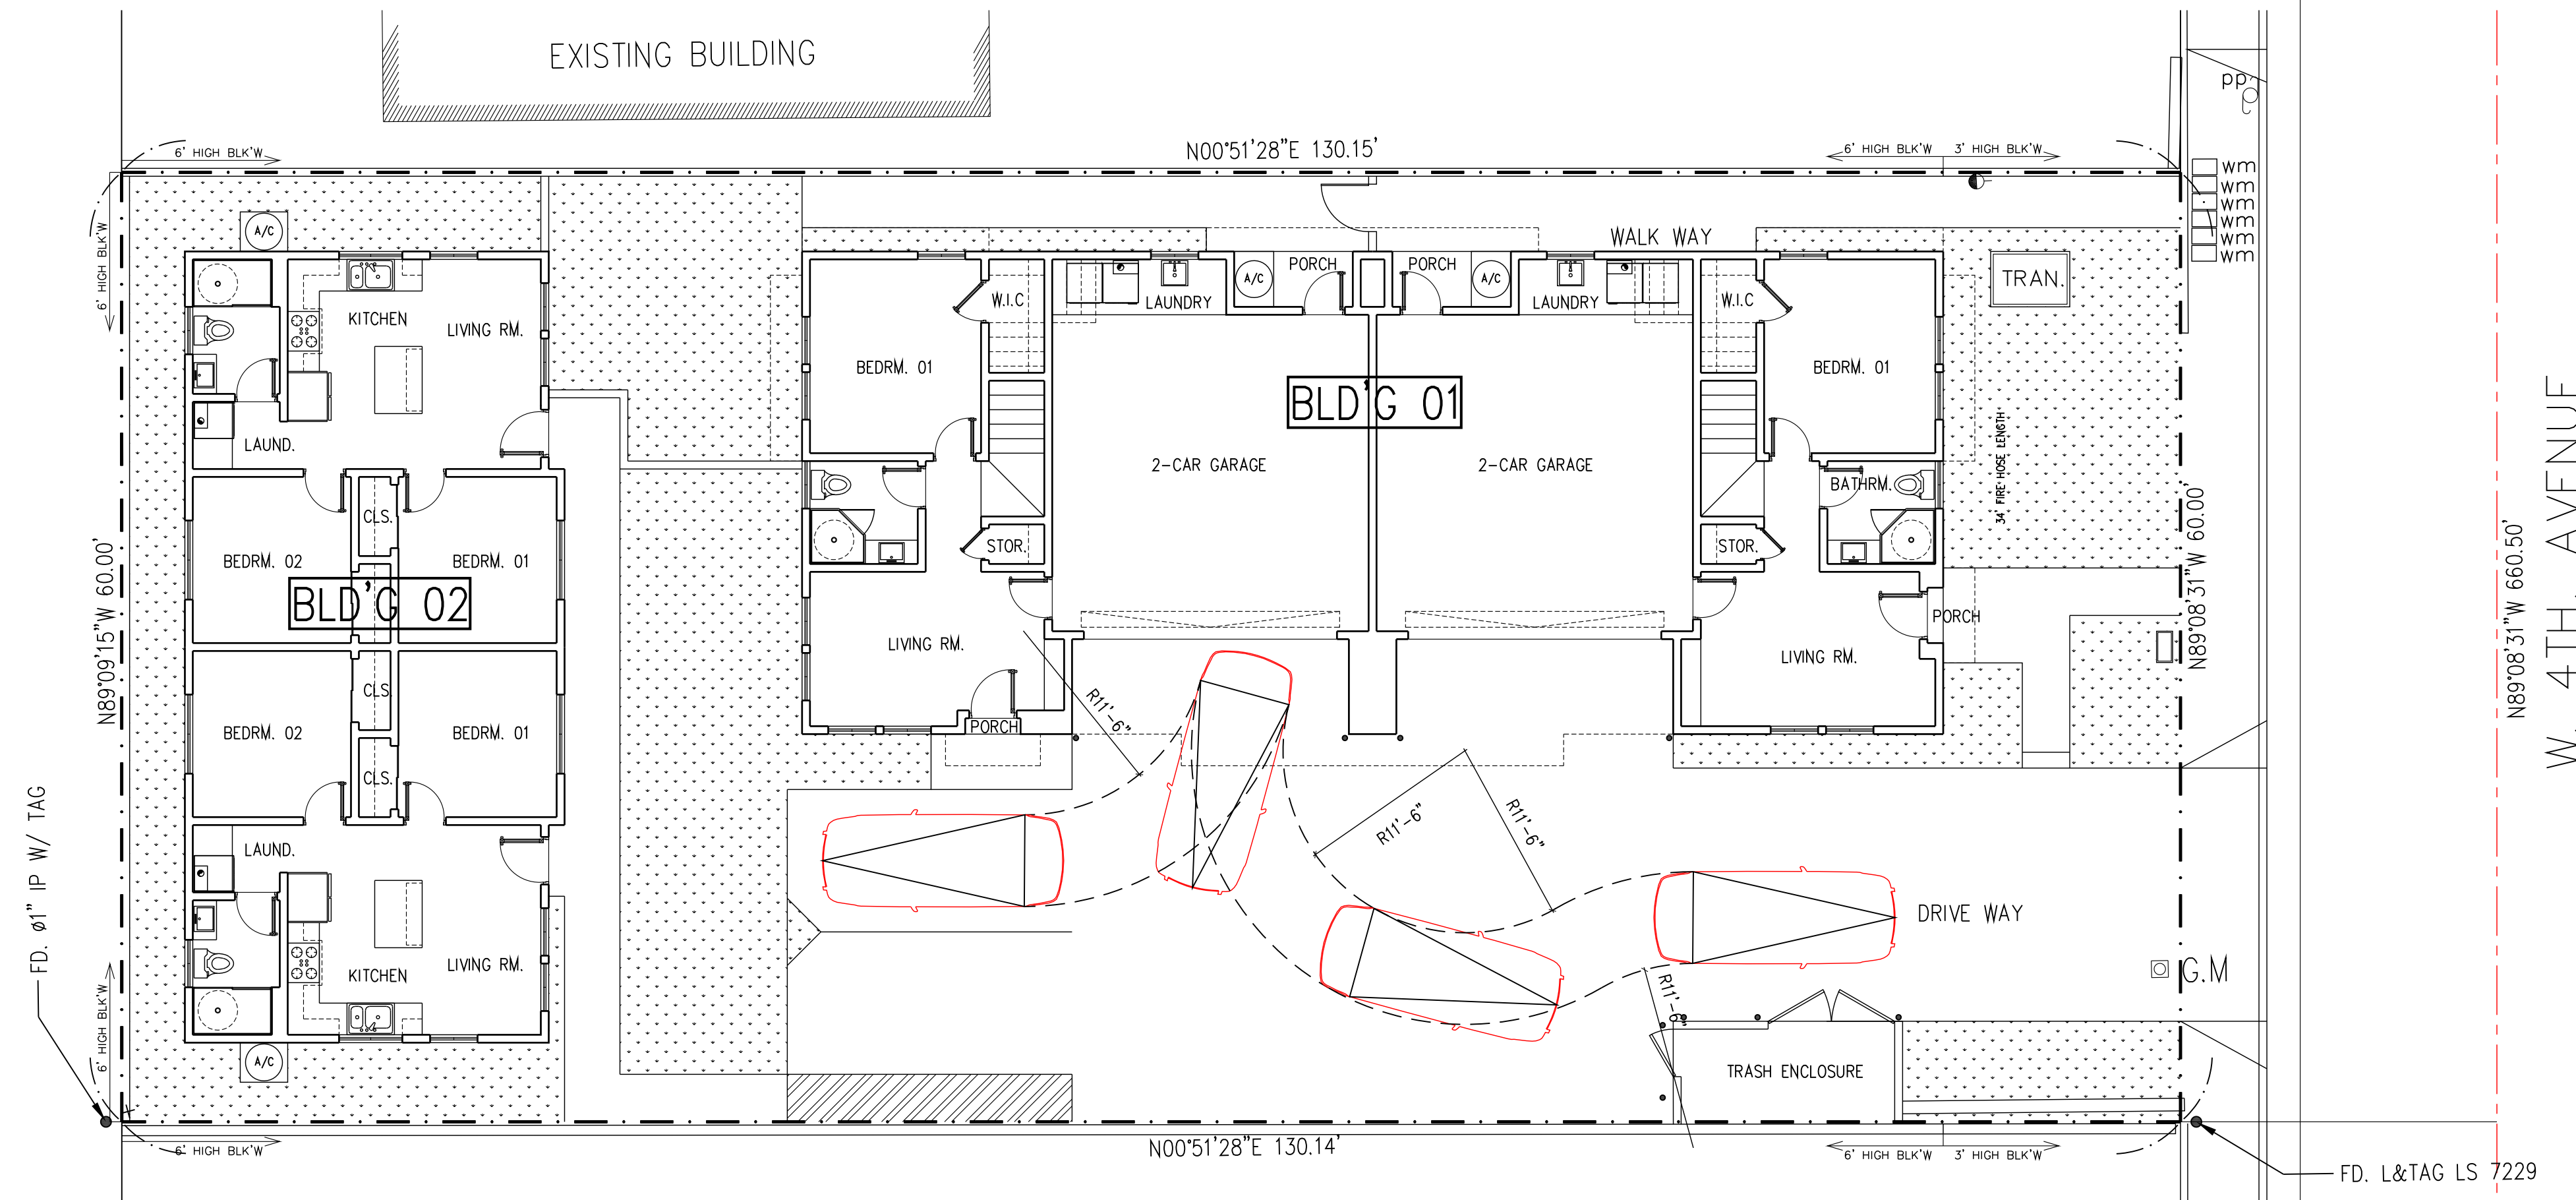 EXISTING BUILDING
pp
N00°51'28"E 130.15'
6' HIGH BLK'W
6' HIGH BLK'W
3' HIGH BLK'W
wm
wm
wm
wm
wm
wm
6' HIGH BLK'W
A/C
WALK WAY
KITCHEN
LIVING RM.
LAUND.
BEDRM. 01
W.I.C
LAUNDRY
A/C
PORCH
PORCH
A/C
LAUNDRY
W.I.C
BEDRM. 01
TRAN.
BLD'G 01
2-CAR GARAGE
2-CAR GARAGE
BATHRM.
34' FIRE HOSE LENGTH
CLS.
BEDRM. 02
BEDRM. 01
STOR.
STOR.
BLD'G 02
N89°09'15"W 60.00'
N89°08'31"W 60.00'
N89°08'31"W 660.50'
W. 4TH. AVENUE
LIVING RM.
PORCH
LIVING RM.
PORCH
CLS.
BEDRM. 02
BEDRM. 01
CLS.
R11'-6"
R11'-6"
R11'-6"
LAUND.
DRIVE WAY
KITCHEN
LIVING RM.
G.M
FD. ø1" IP W/ TAG
6' HIGH BLK'W
A/C
TRASH ENCLOSURE
6' HIGH BLK'W
N00°51'28"E 130.14'
6' HIGH BLK'W
3' HIGH BLK'W
FD. L&TAG LS 7229